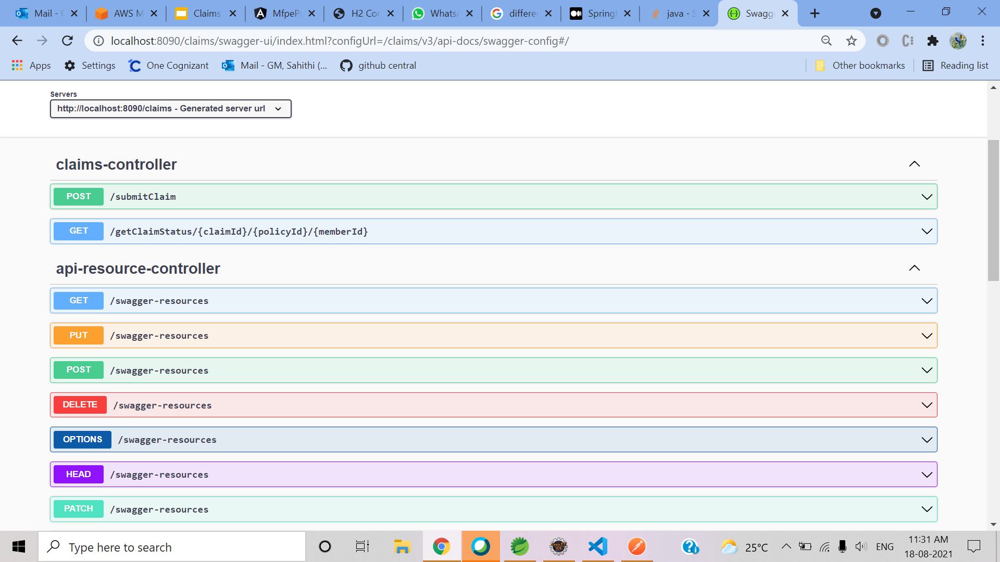 Mail - 
AWS M
Claims
MfpePr
H2 Cor
WhatsA
differer
Spring
java - S
Swagge
localhost:8090/claims/swagger-ui/index.html?configUrl=/claims/v3/api-docs/swagger-config#/
Apps
Settings
One Cognizant
Mail - GM, Sahithi (...
github central
Other bookmarks
Reading list
Servers
http://localhost:8090/claims - Generated server url
claims-controller
POST /submitClaim
GET /getClaimStatus/{claimId}/{policyId}/{memberId}
api-resource-controller
GET /swagger-resources
PUT /swagger-resources
POST /swagger-resources
DELETE /swagger-resources
OPTIONS /swagger-resources
HEAD /swagger-resources
PATCH /swagger-resources
Type here to search
25°C
ENG
11:31 AM
18-08-2021